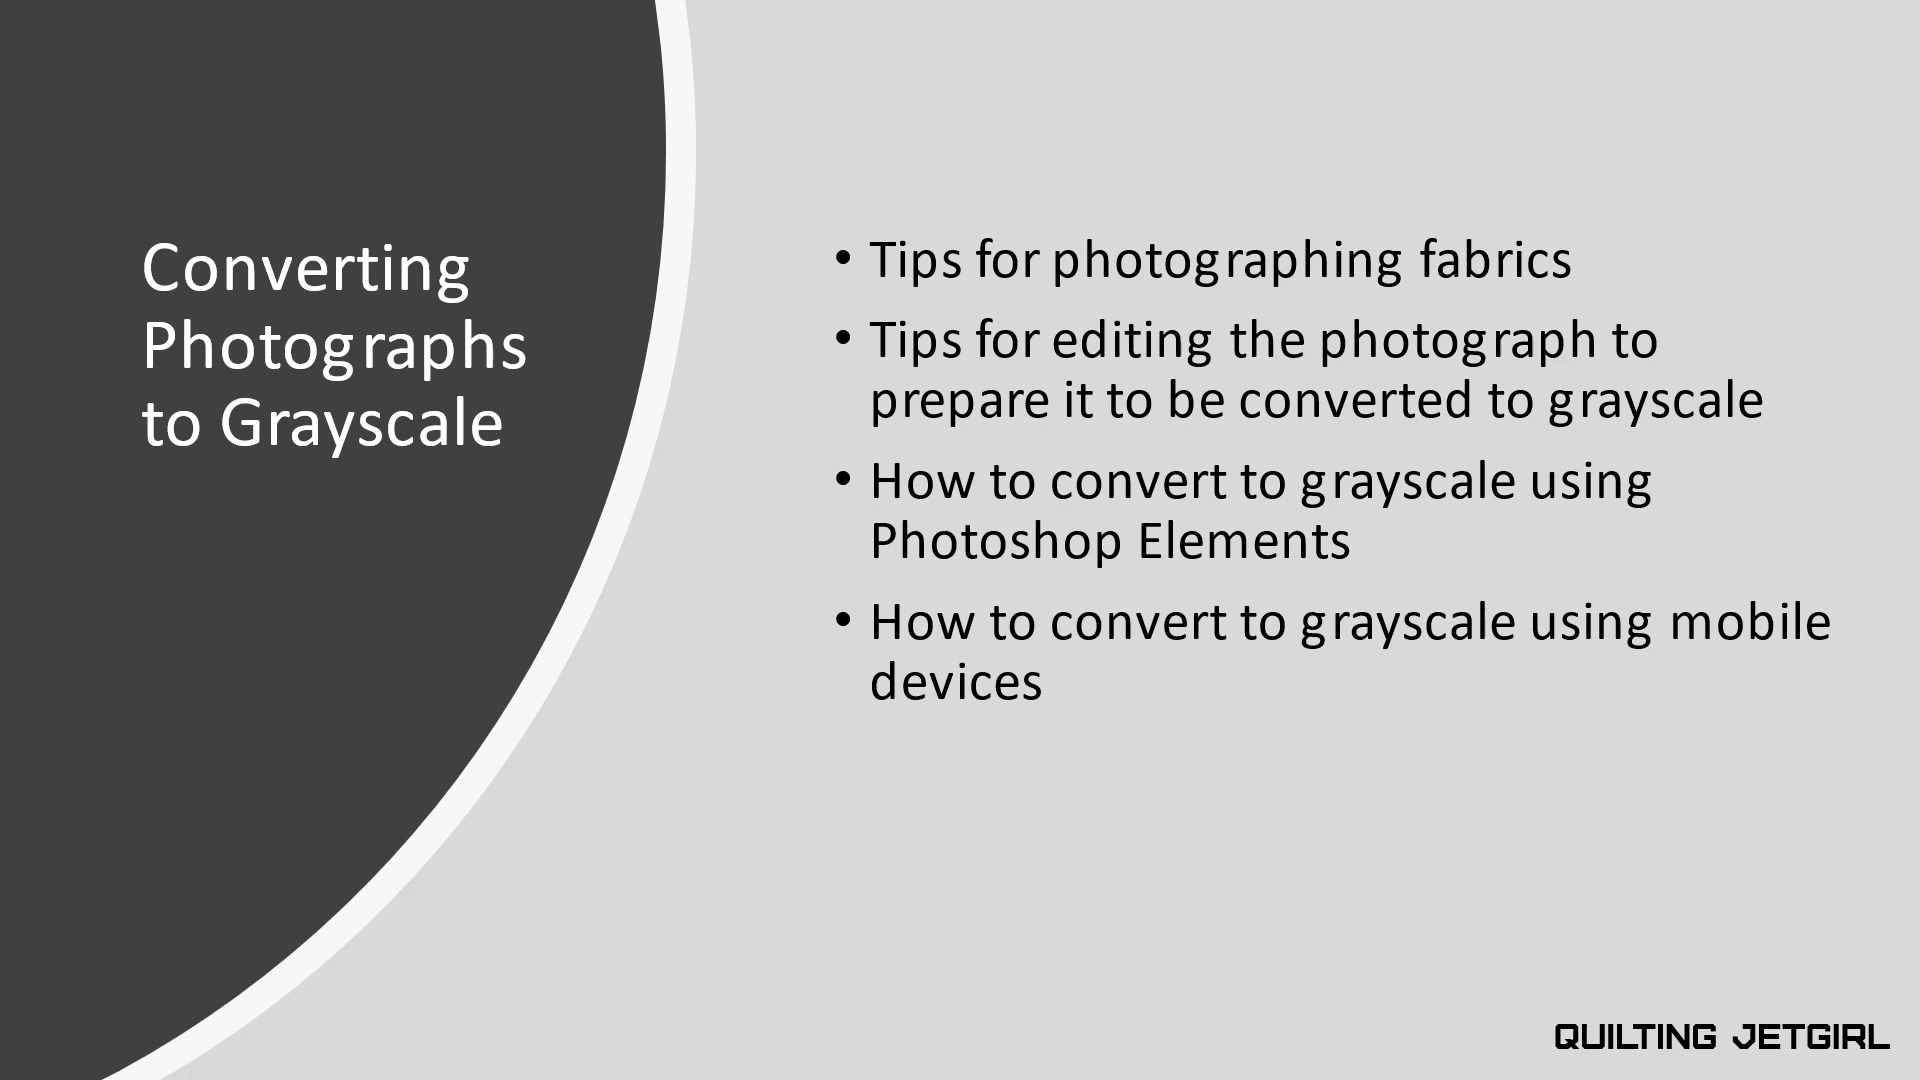 Converting
Photographs
to Grayscale
• Tips for photographing fabrics
• Tips for editing the photograph to
prepare it to be converted to grayscale
• How to convert to grayscale using
Photoshop Elements
• How to convert to grayscale using mobile
devices
QUILTING JETGIRL